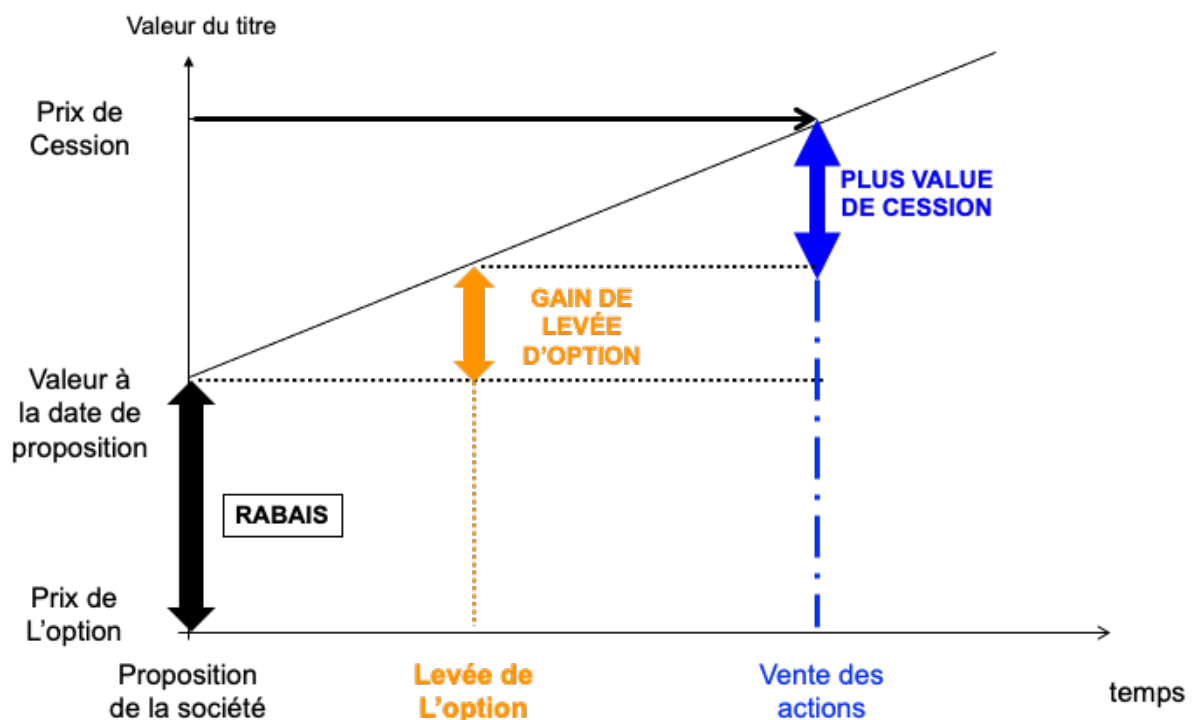 Valeur du titre
Prix de
Cession
PLUS VALUE
DE CESSION
GAIN DE
LEVÉE
D'OPTION
Valeur à
la date de
proposition
RABAIS
Prix de
L'option
Proposition
de la société
Levée de
L'option
Vente des
actions
temps